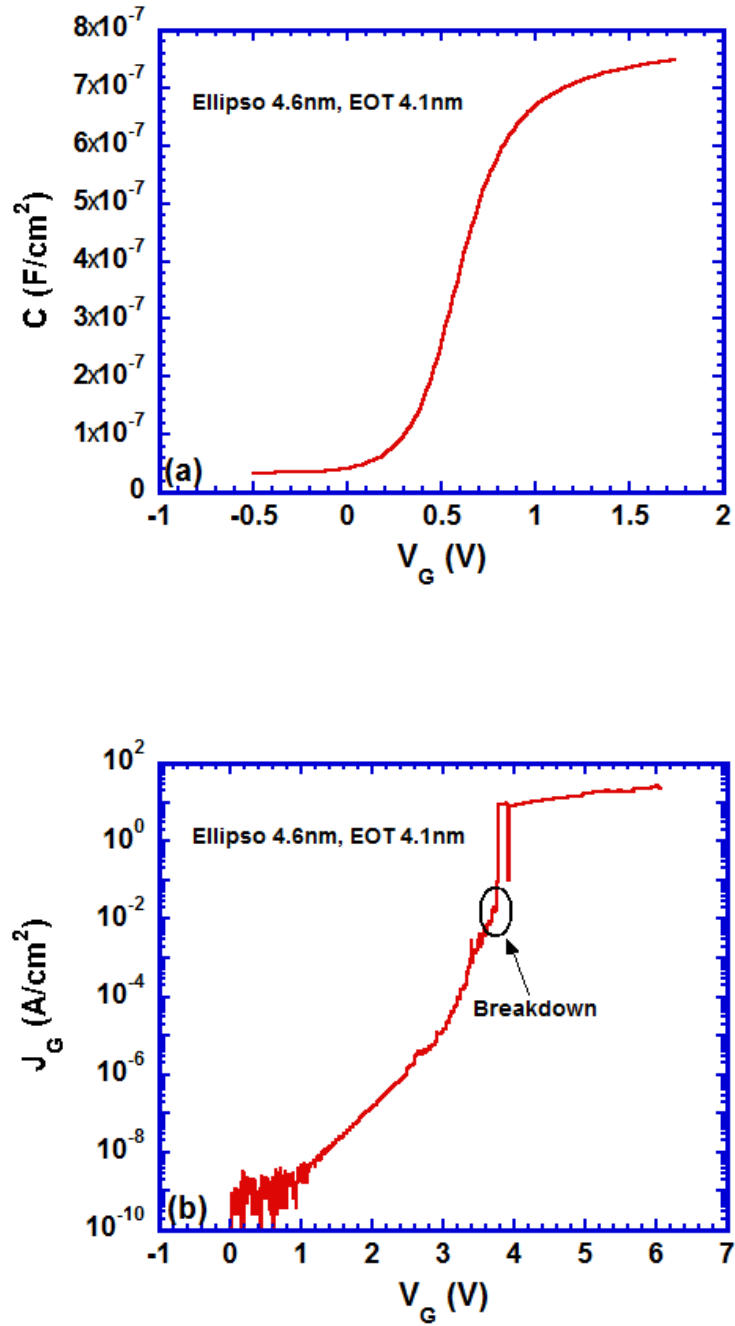 8x10⁻⁷
7x10⁻⁷
6x10⁻⁷
5x10⁻⁷
4x10⁻⁷
3x10⁻⁷
2x10⁻⁷
1x10⁻⁷
0
C (F/cm²)
Ellipso 4.6nm, EOT 4.1nm
(a)
-1 -0.5 0 0.5 1 1.5 2
V_G (V)
10²
10⁰
10⁻²
10⁻⁴
10⁻⁶
10⁻⁸
10⁻¹⁰
J_G (A/cm²)
Ellipso 4.6nm, EOT 4.1nm
Breakdown
(b)
-1 0 1 2 3 4 5 6 7
V_G (V)